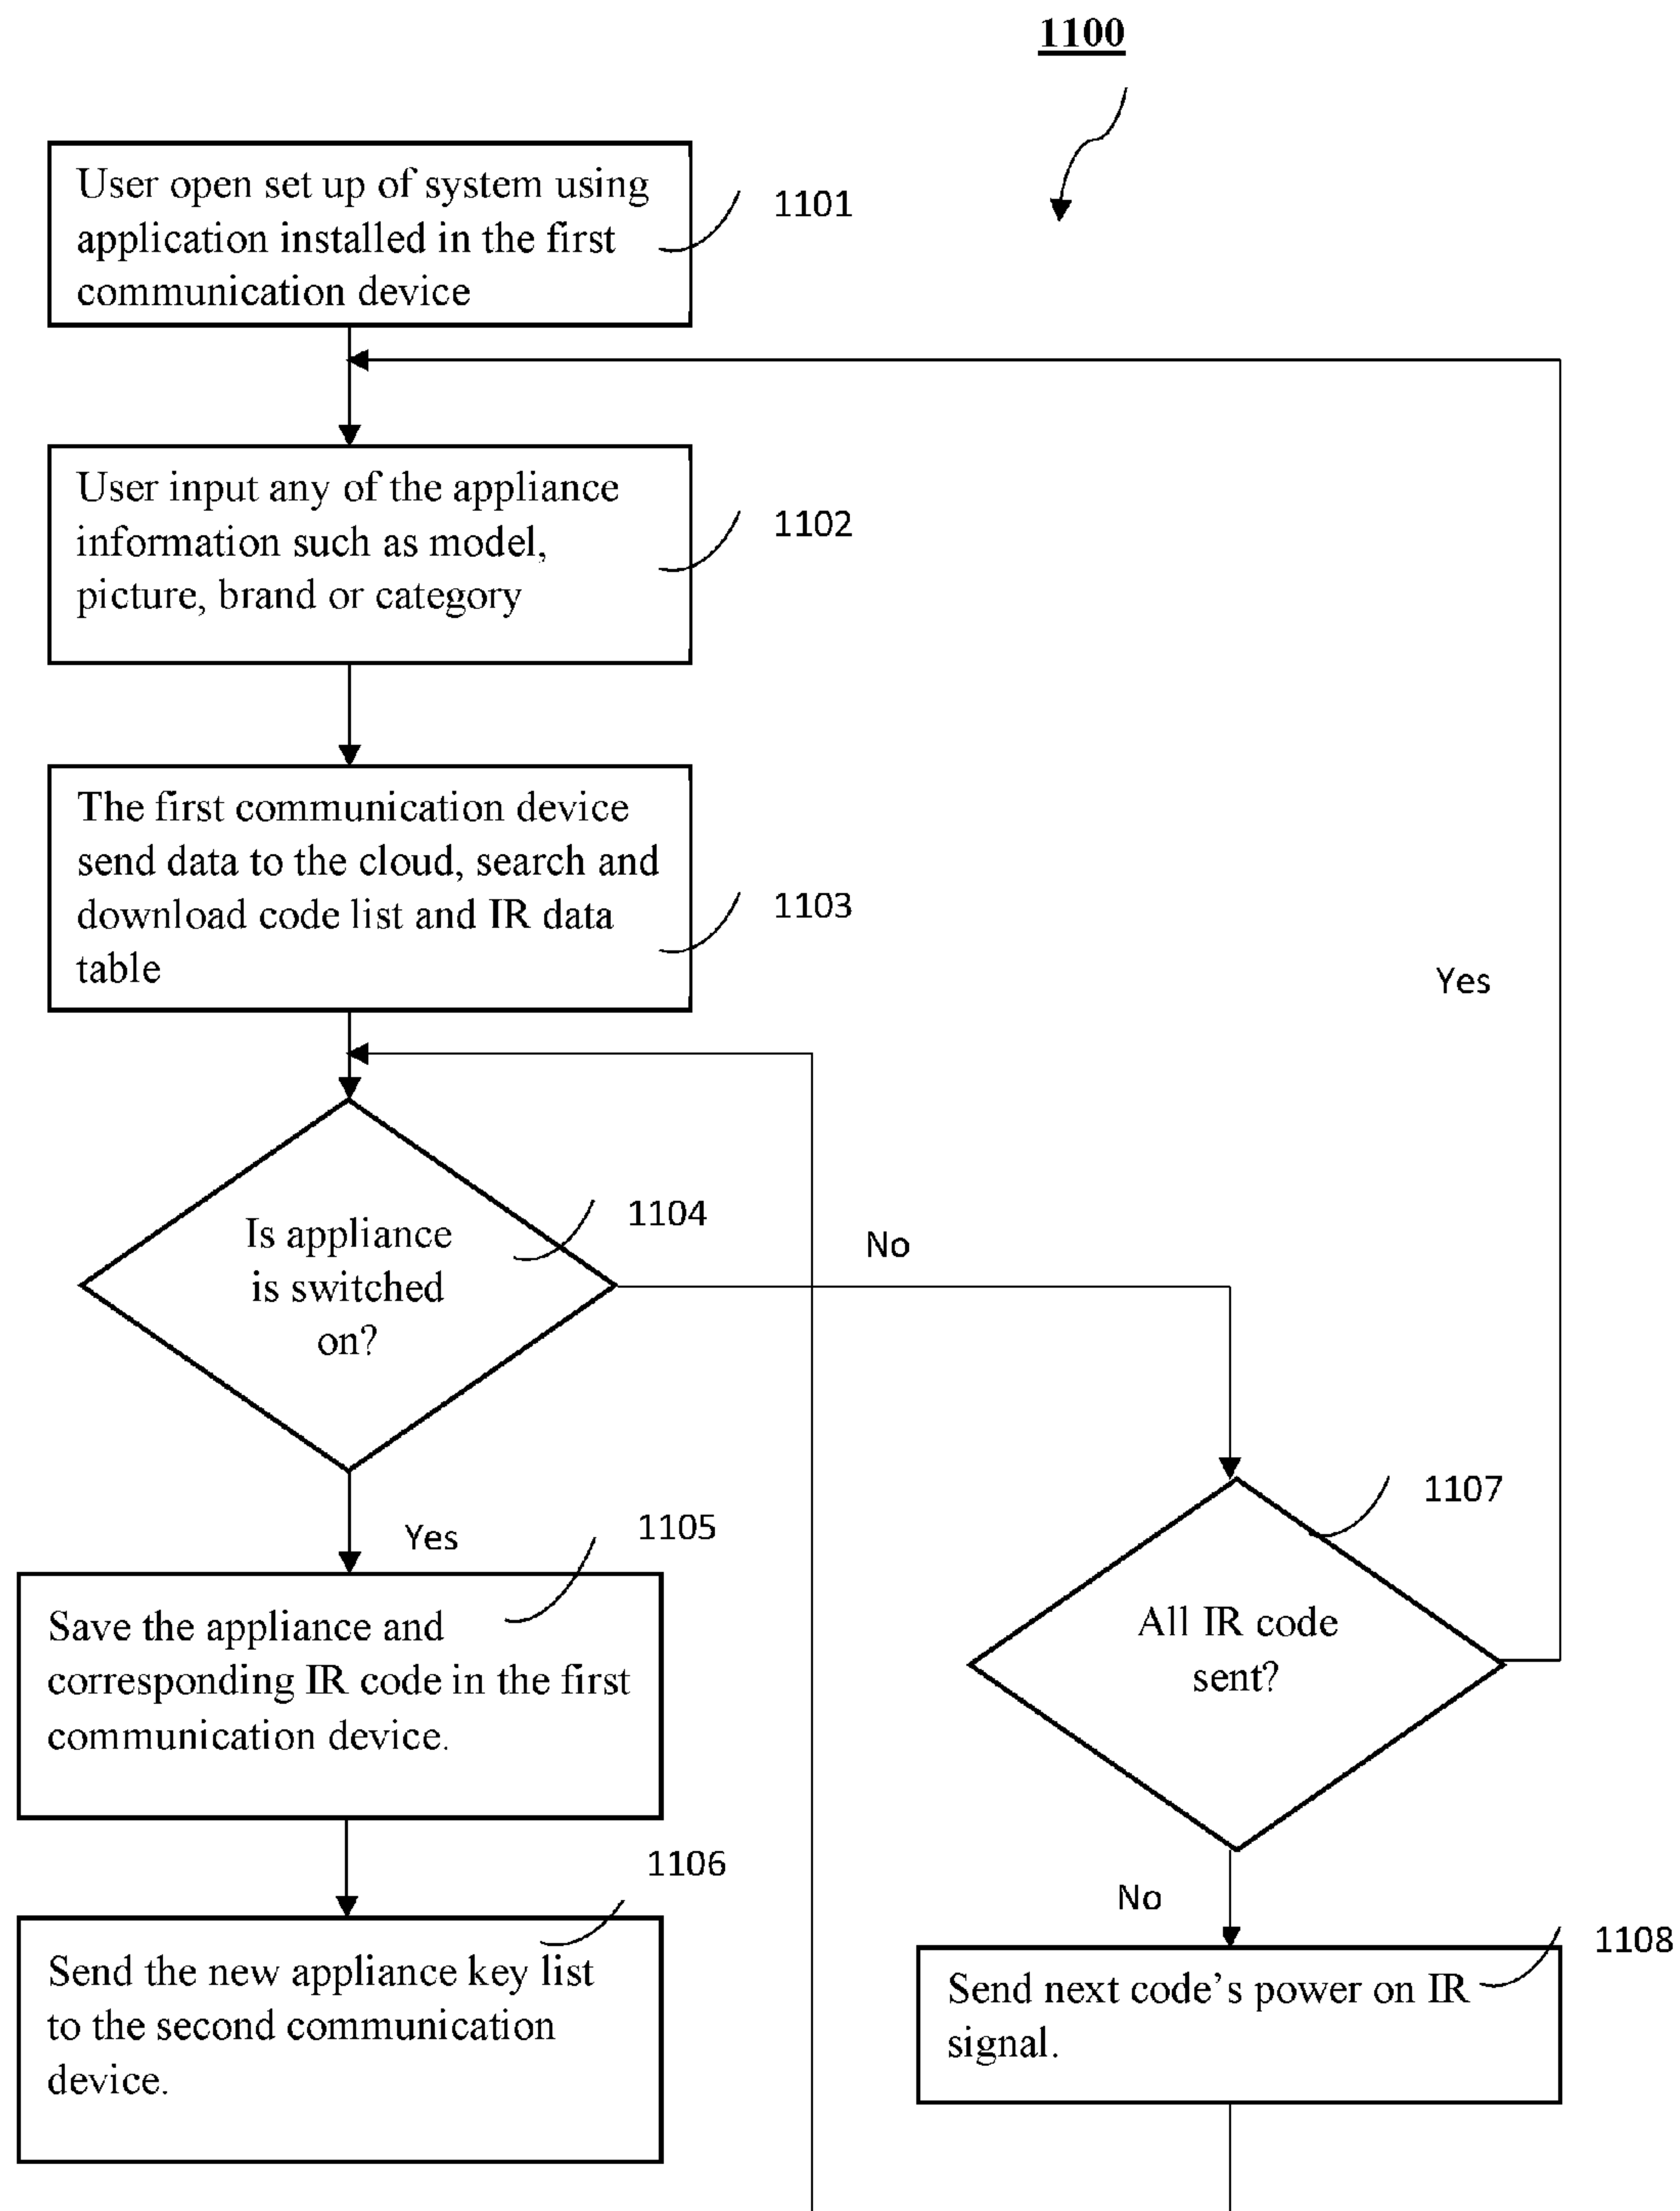 1100
User open set up of system using
application installed in the first
communication device
1101
User input any of the appliance
information such as model,
picture, brand or category
1102
The first communication device
send data to the cloud, search and
download code list and IR data
table
1103
Yes
Is appliance
is switched
on?
1104
No
Yes
1105
Save the appliance and
corresponding IR code in the first
communication device.
1107
All IR code
sent?
1106
Send the new appliance key list
to the second communication
device.
No
1108
Send next code's power on IR
signal.